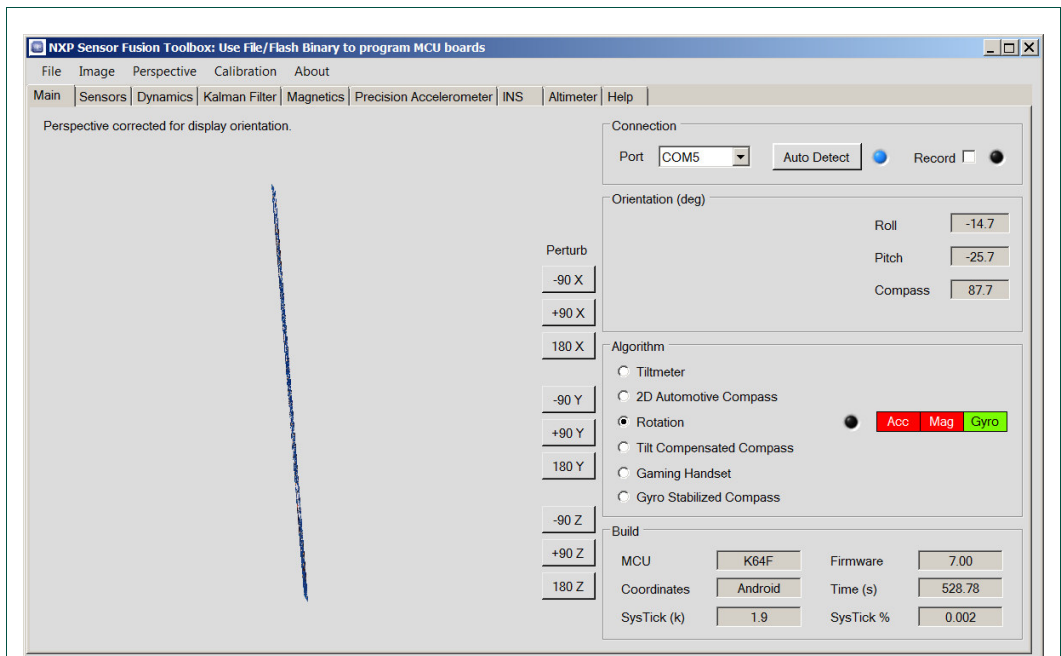 NXP Sensor Fusion Toolbox: Use File/Flash Binary to program MCU boards
File Image Perspective Calibration About
Main Sensors Dynamics Kalman Filter Magnetics Precision Accelerometer INS Altimeter Help
Perspective corrected for display orientation.
Perturb
-90 X
+90 X
180 X
-90 Y
+90 Y
180 Y
-90 Z
+90 Z
180 Z
Connection
Port COM5 Auto Detect Record
Orientation (deg)
Roll -14.7
Pitch -25.7
Compass 87.7
Algorithm
Tiltmeter
2D Automotive Compass
Rotation Acc Mag Gyro
Tilt Compensated Compass
Gaming Handset
Gyro Stabilized Compass
Build
MCU K64F Firmware 7.00
Coordinates Android Time (s) 528.78
SysTick (k) 1.9 SysTick % 0.002